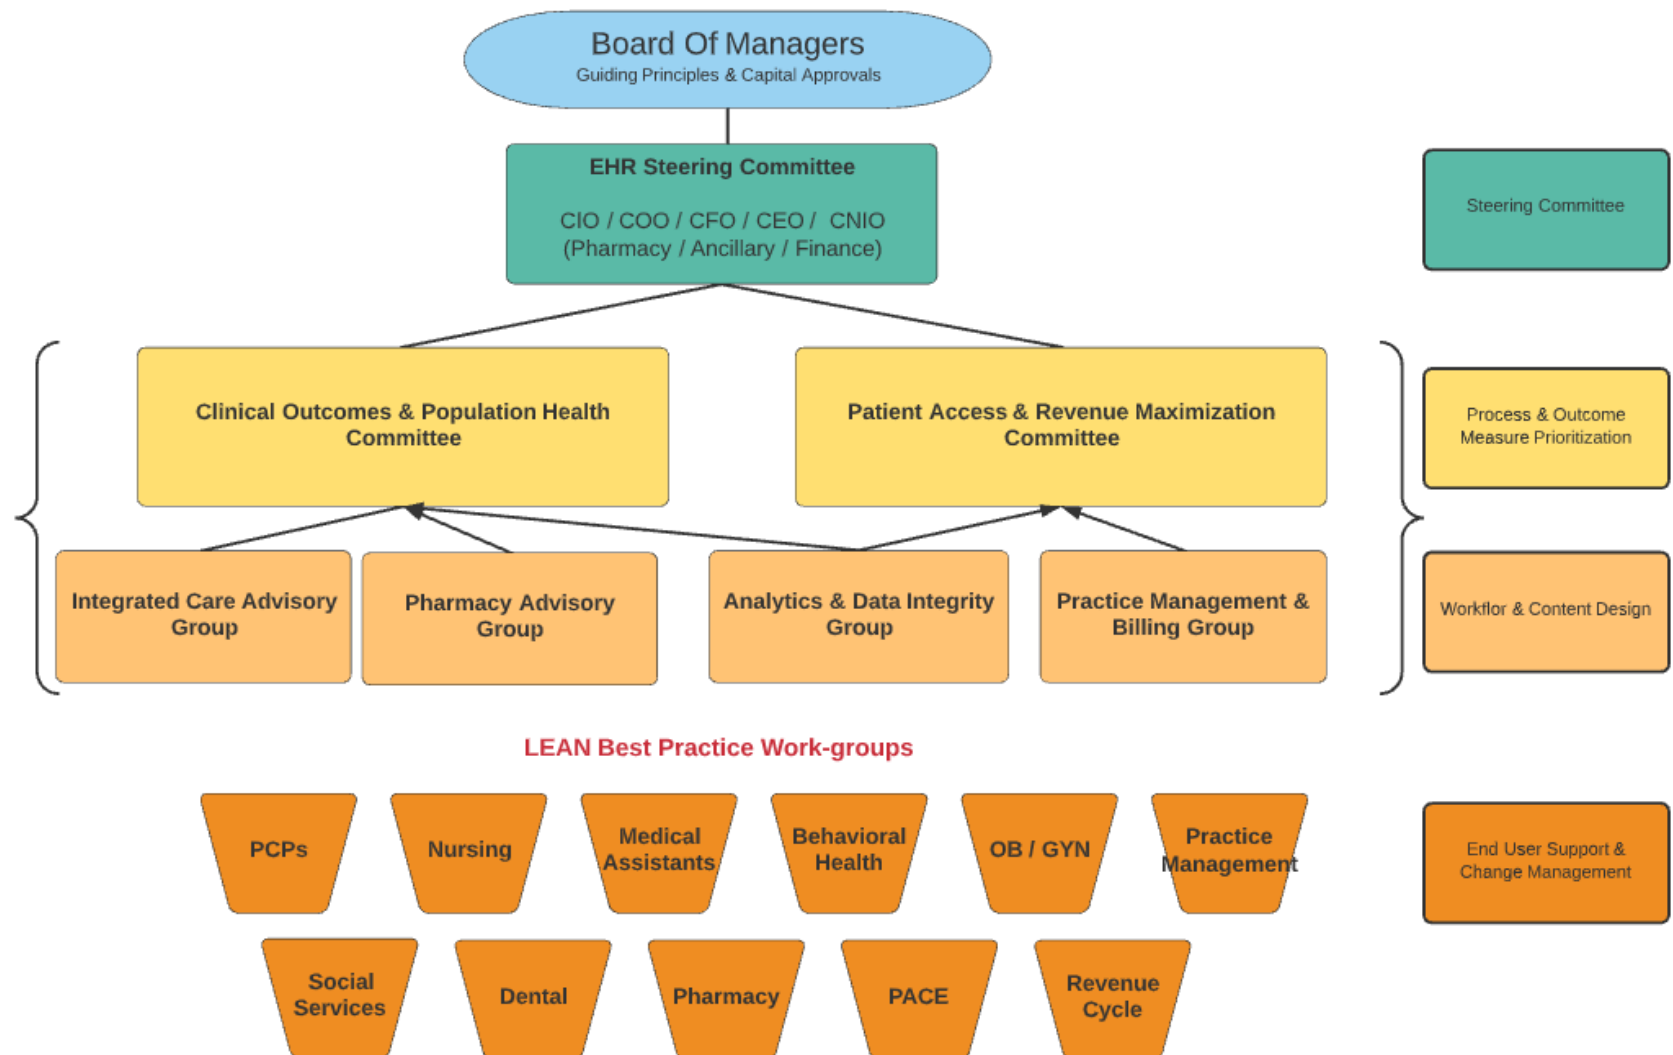 Board Of Managers
Guiding Principles & Capital Approvals
EHR Steering Committee
CIO / COO / CFO / CEO / CNIO
(Pharmacy / Ancillary / Finance)
Steering Committee
Clinical Outcomes & Population Health
Committee
Patient Access & Revenue Maximization
Committee
Process & Outcome
Measure Prioritization
Integrated Care Advisory
Group
Pharmacy Advisory
Group
Analytics & Data Integrity
Group
Practice Management &
Billing Group
Workflor & Content Design
LEAN Best Practice Work-groups
PCPs
Nursing
Medical
Assistants
Behavioral
Health
OB / GYN
Practice
Management
End User Support &
Change Management
Social
Services
Dental
Pharmacy
PACE
Revenue
Cycle